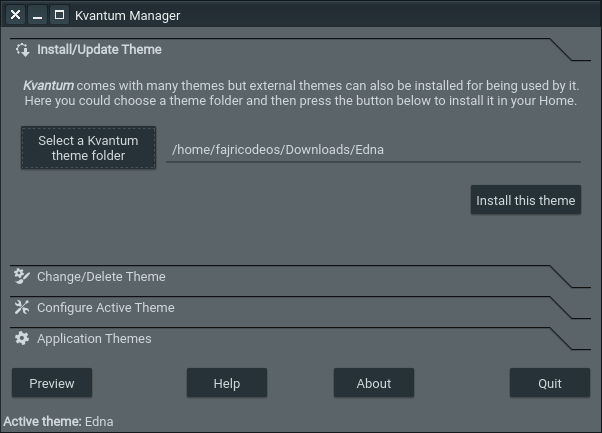 Kvantum Manager
Install/Update Theme
Kvantum comes with many themes but external themes can also be installed for being used by it.
Here you could choose a theme folder and then press the button below to install it in your Home.
Select a Kvantum
theme folder
/home/fajricodeos/Downloads/Edna
Install this theme
Change/Delete Theme
Configure Active Theme
Application Themes
Preview
Help
About
Quit
Active theme: Edna